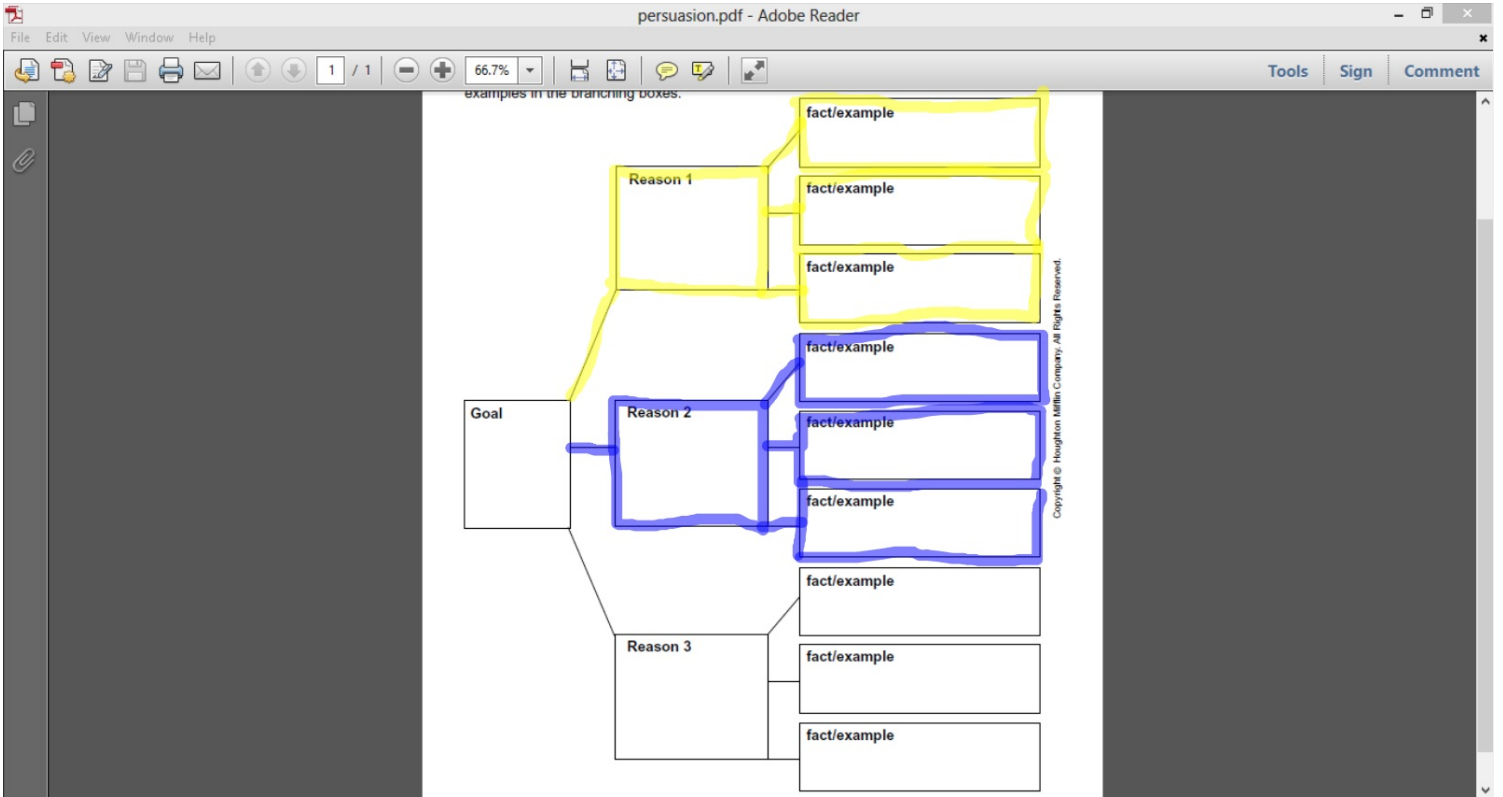 persuasion.pdf - Adobe Reader
File Edit View Window Help
1 / 1 66.7% Tools Sign Comment
examples in the branching boxes.
fact/example
Reason 1
fact/example
fact/example
fact/example
Goal
Reason 2
fact/example
fact/example
fact/example
Reason 3
fact/example
fact/example
Copyright © Houghton Mifflin Company. All Rights Reserved.